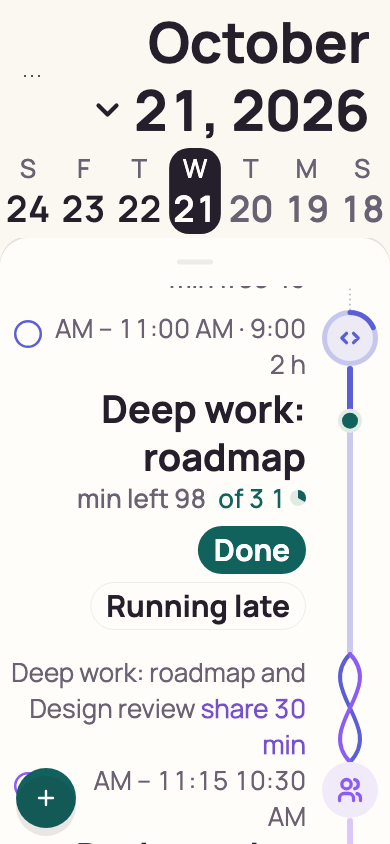 October
21, 2026
...
S F T W T M S
24 23 22 21 20 19 18
AM – 11:00 AM · 9:00
2 h
Deep work:
roadmap
min left 98 of 3 1
Done
Running late
Deep work: roadmap and
Design review share 30
min
AM – 11:15 10:30
AM
+